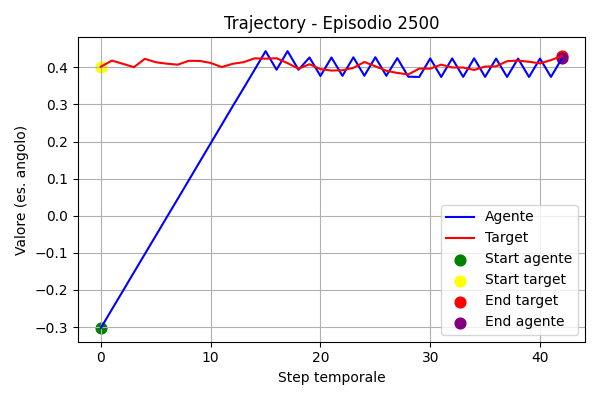 Trajectory - Episodio 2500
Valore (es. angolo)
0.4
0.3
0.2
0.1
0.0
−0.1
−0.2
−0.3
0
10
20
30
40
Step temporale
Agente
Target
Start agente
Start target
End target
End agente